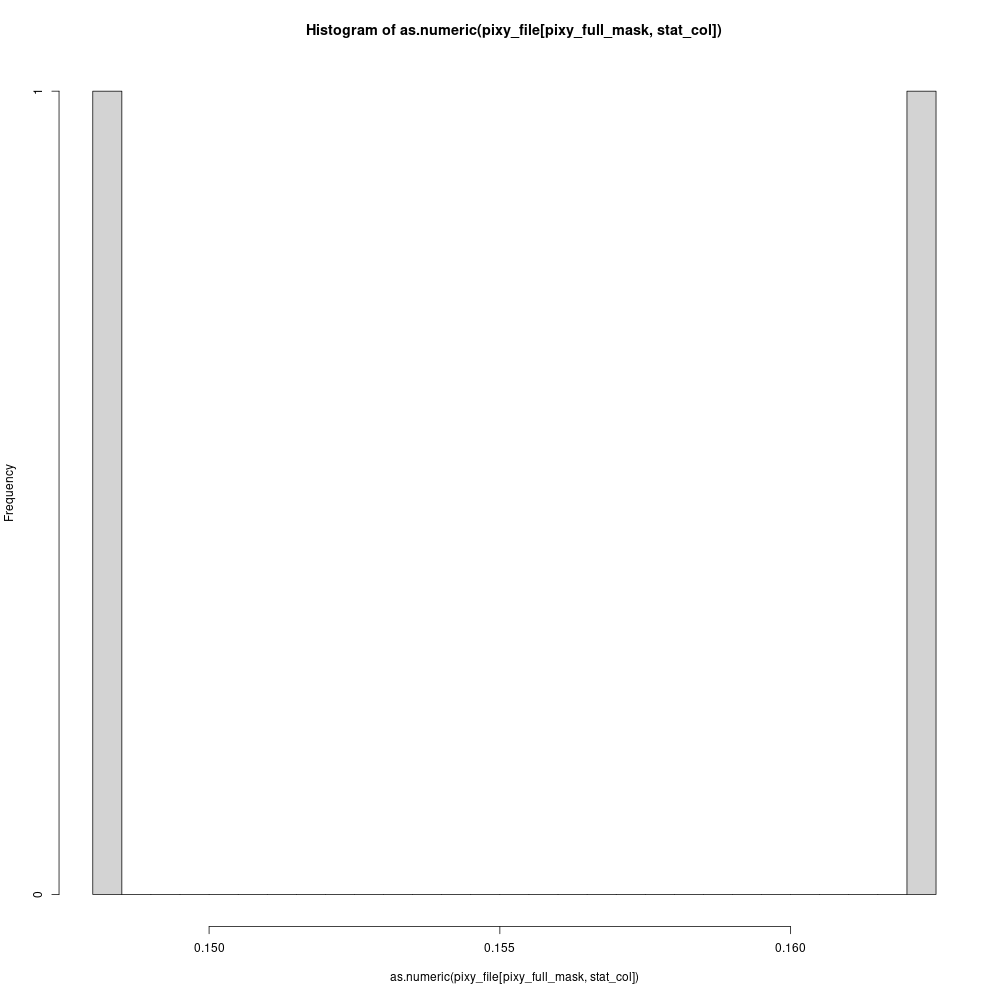 Histogram of as.numeric(pixy_file[pixy_full_mask, stat_col])
1
Frequency
0
0.150 0.155 0.160
as.numeric(pixy_file[pixy_full_mask, stat_col])